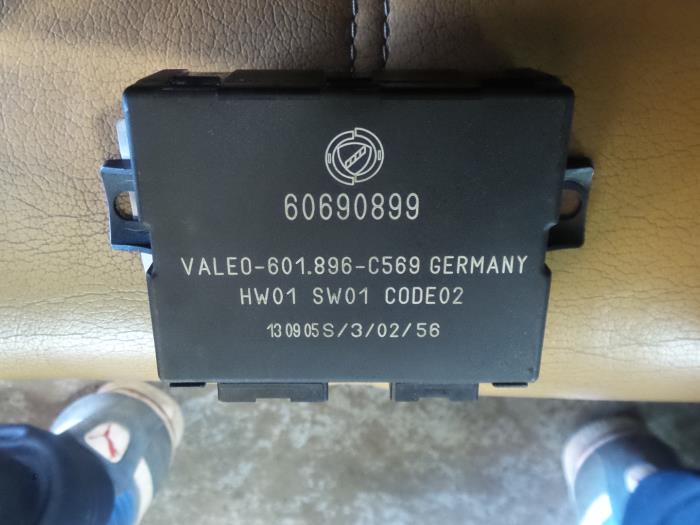 60690899
VALEO-601.896-C569 GERMANY
HW01 SW01 CODE02
130905S/3/02/56